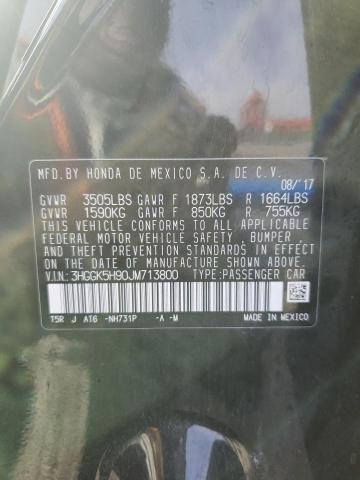 MFD.BY HONDA DE MEXICO S.A. DE C.V.
08/'17
GVWR 3505LBS GAWR F 1873LBS R 1664LBS
GVWR 1590KG GAWR F 850KG R 755KG
THIS VEHICLE CONFORMS TO ALL APPLICABLE
FEDERAL MOTOR VEHICLE SAFETY, BUMPER
AND THEFT PREVENTION STANDARDS IN EFFECT
ON THE DATE OF MANUFACTURE SHOWN ABOVE.
V.I.N.: 3HGGK5H90JM713800 TYPE:PASSENGER CAR
T5R J AT6 -NH731P -A -M MADE IN MEXICO